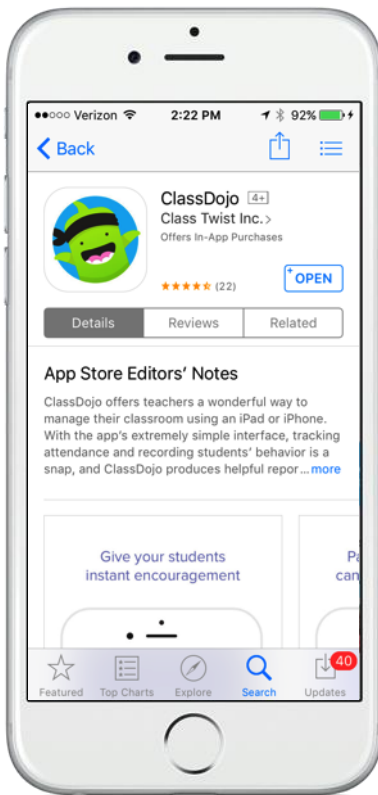 ●●○○○ Verizon 2:22 PM 92%
Back
ClassDojo 4+
Class Twist Inc. >
Offers In-App Purchases
★★★★★ (22)
+ OPEN
Details Reviews Related
App Store Editors' Notes
ClassDojo offers teachers a wonderful way to
manage their classroom using an iPad or iPhone.
With the app's extremely simple interface, tracking
attendance and recording students' behavior is a
snap, and ClassDojo produces helpful repor... more
Give your students
instant encouragement
Pa
can
40
Featured Top Charts Explore Search Updates